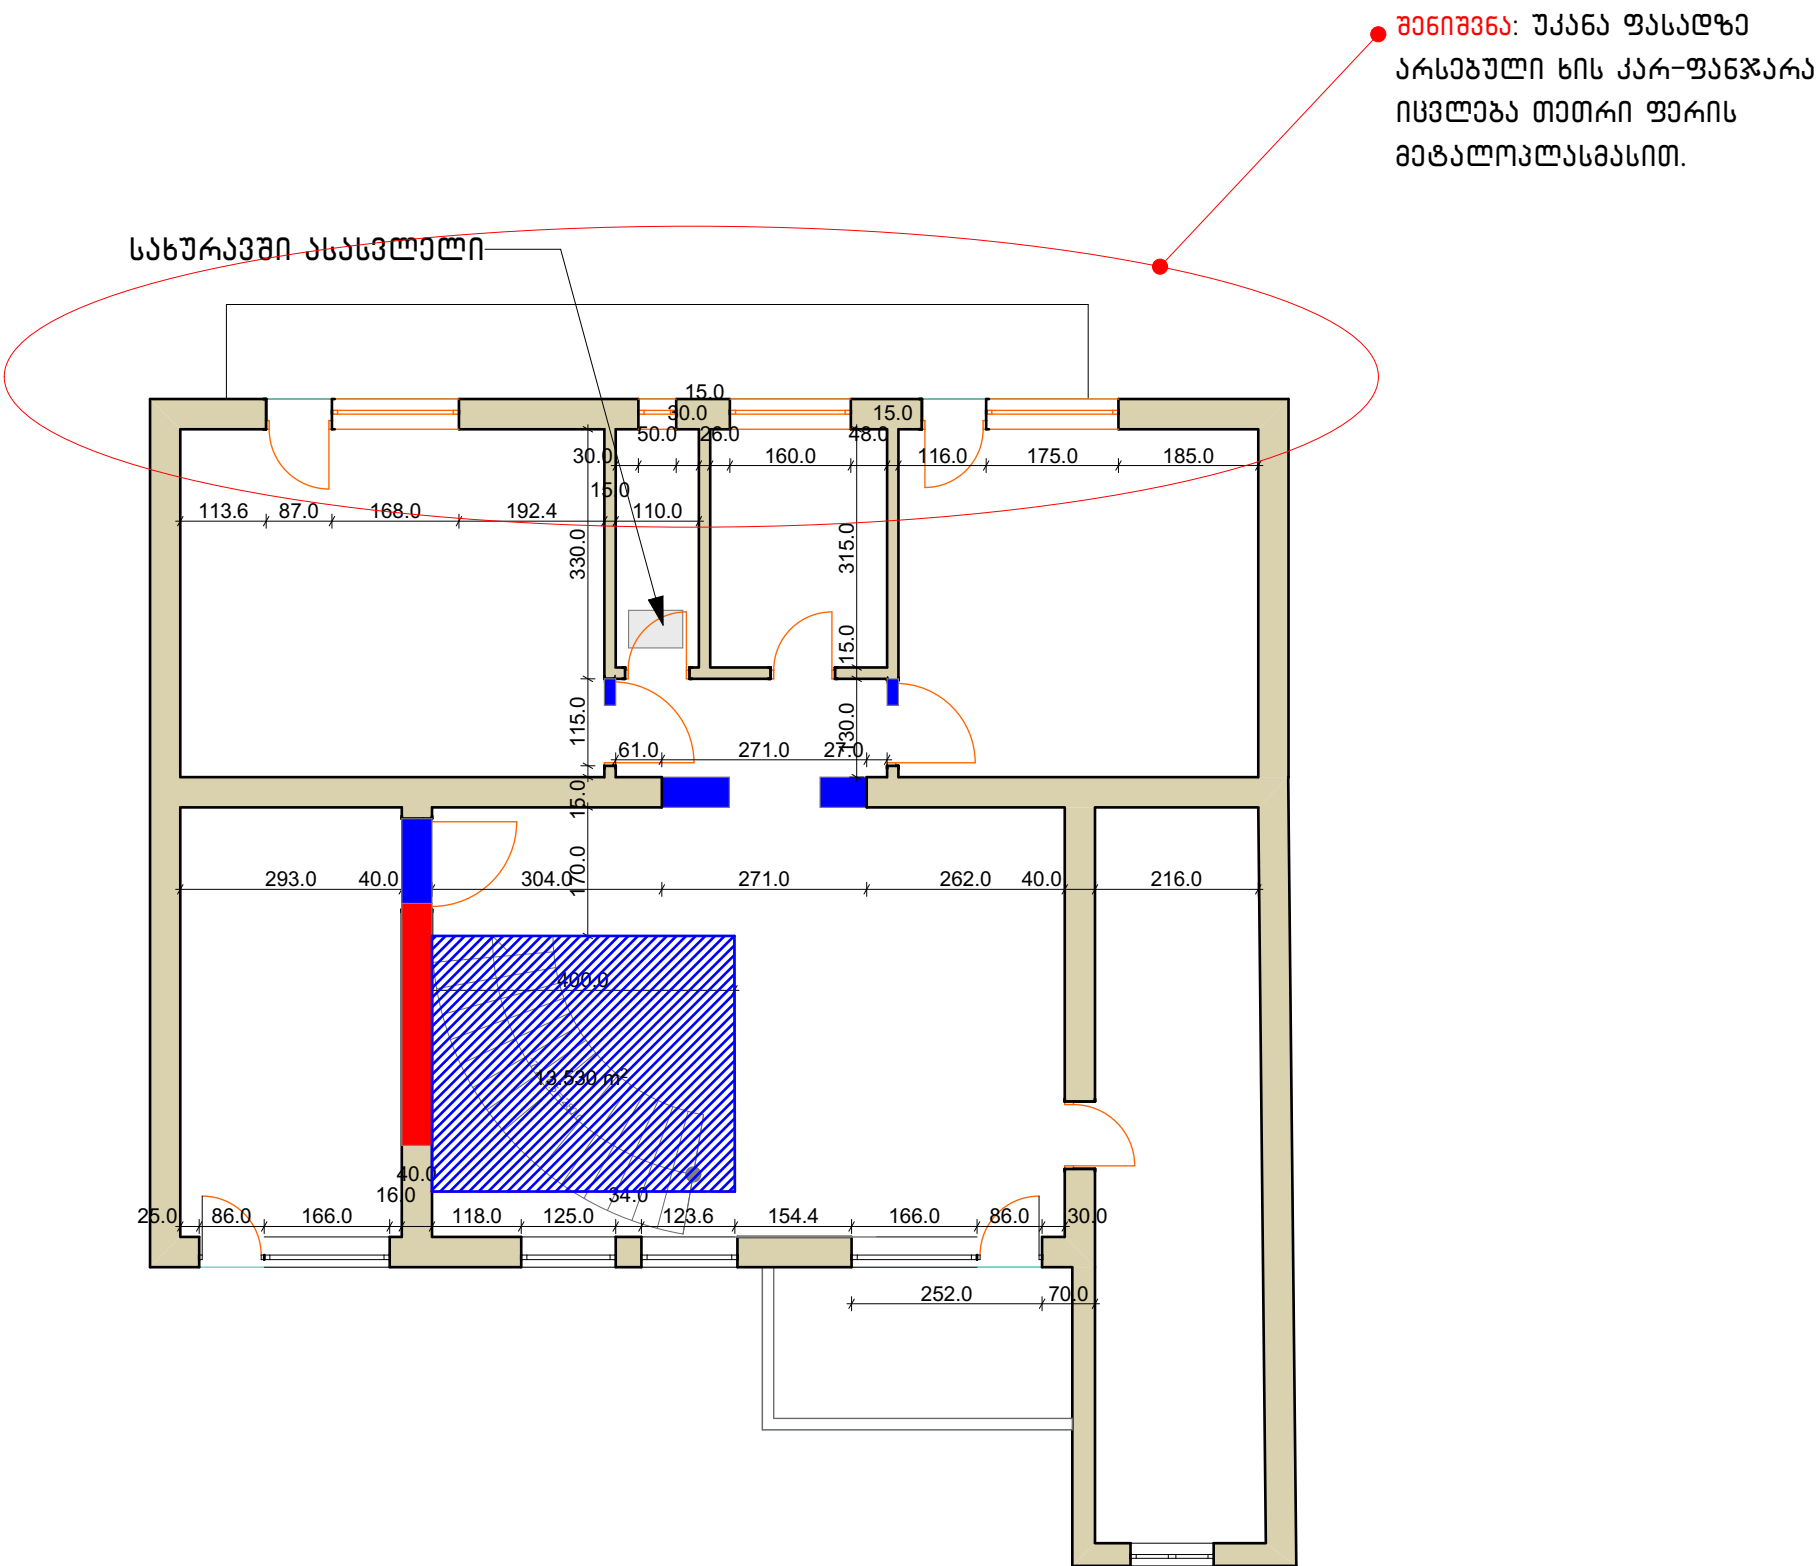 შენიშვნა: უკანა ფასადზე
არსებული ხის კარ-ფანჯარა
იცვლება თეთრი ფერის
მეტალოპლასმასით.
სახურავში ასასვლელი
15.0
30.0 15.0
50.0 26.0 48.0
30.0 160.0 116.0 175.0 185.0
15.0
113.6 87.0 168.0 192.4 110.0
330.0 315.0
15.0
115.0 130.0
61.0 271.0 27.0
15.0
170.0
293.0 40.0 304.0 271.0 262.0 40.0 216.0
400.0
13.530 m²
40.0
16.0 34.0
25.0 86.0 166.0 118.0 125.0 123.6 154.4 166.0 86.0 30.0
252.0 70.0